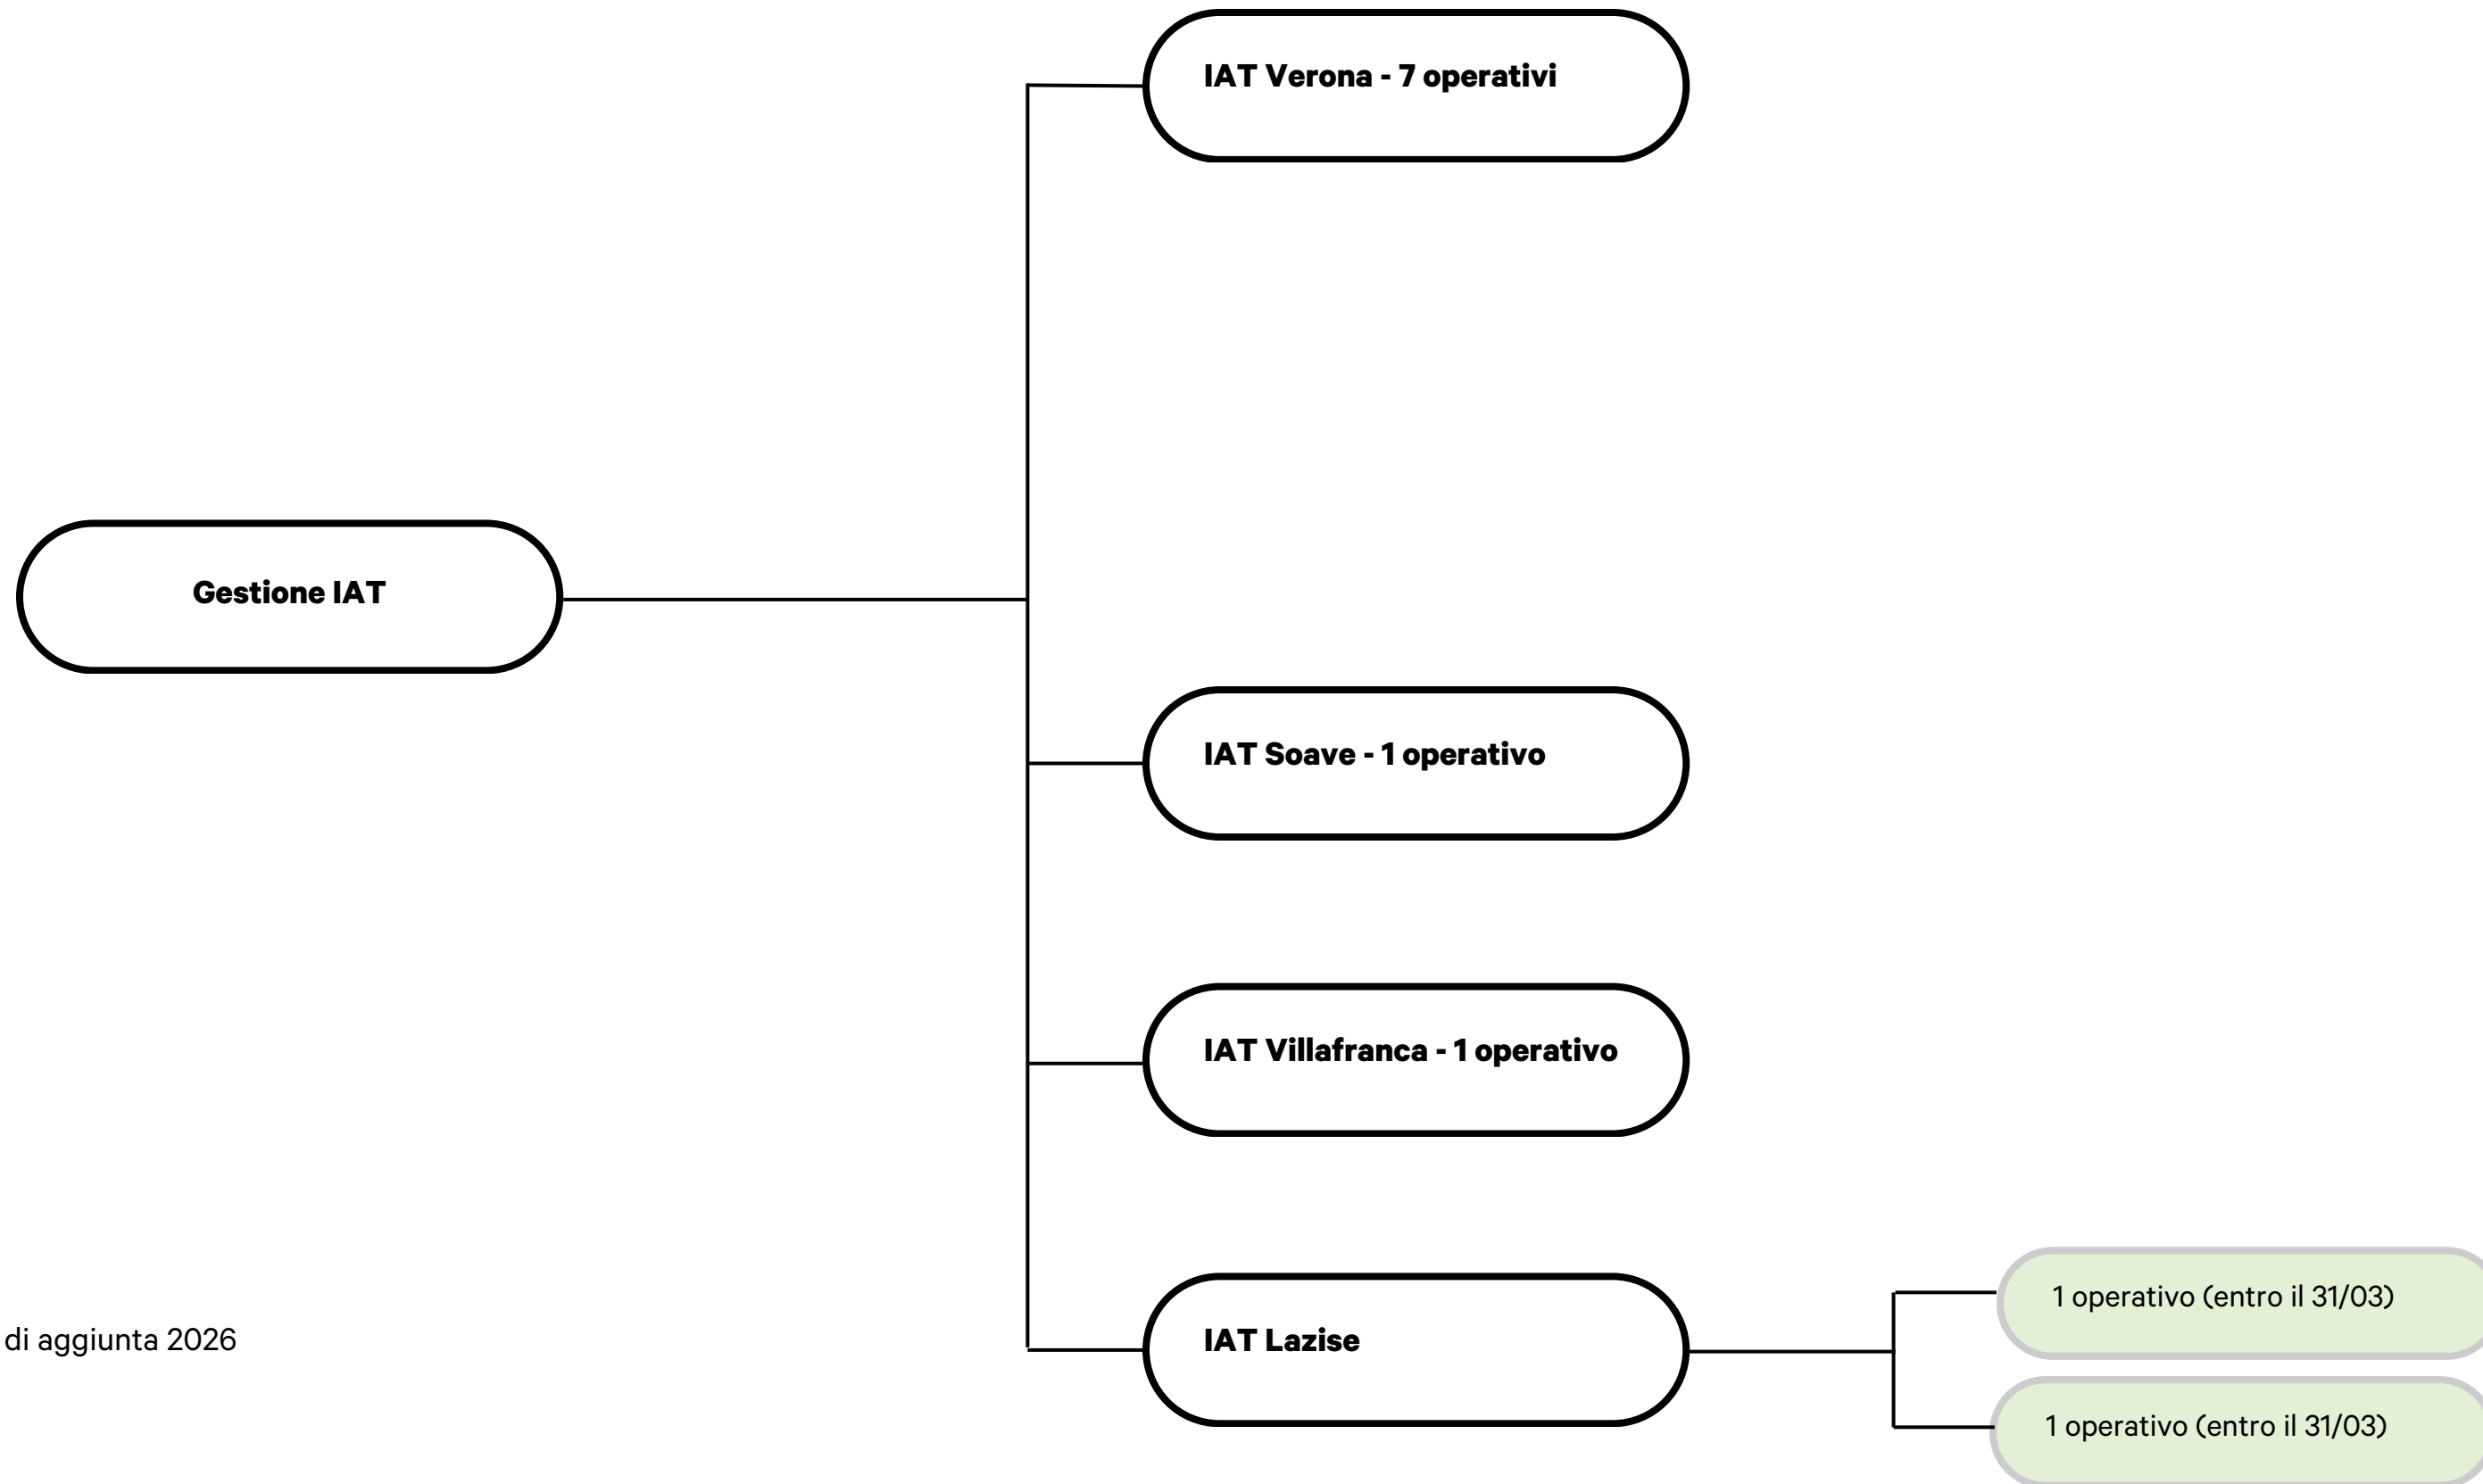 IAT Verona - 7 operativi
Gestione IAT
IAT Soave - 1 operativo
IAT Villafranca - 1 operativo
1 operativo (entro il 31/03)
di aggiunta 2026
IAT Lazise
1 operativo (entro il 31/03)